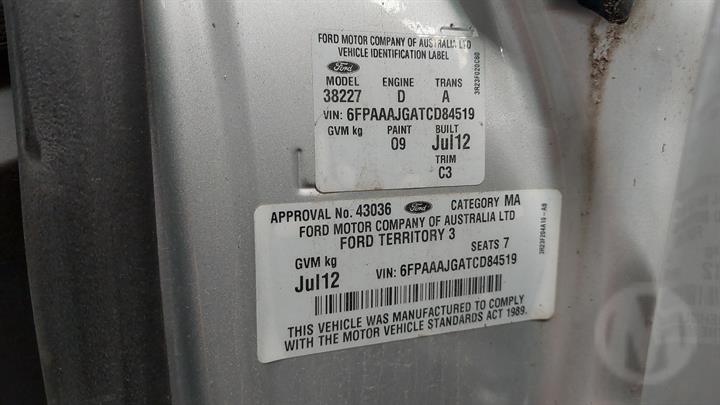 FORD MOTOR COMPANY OF AUSTRALIA LTD
VEHICLE IDENTIFICATION LABEL
Ford
MODEL ENGINE TRANS
38227 D A
VIN: 6FPAAAJGATCD84519
GVM kg PAINT BUILT
09 Jul12
TRIM
C3
3R23F020C60
APPROVAL No. 43036 Ford CATEGORY MA
FORD MOTOR COMPANY OF AUSTRALIA LTD
FORD TERRITORY 3
GVM kg SEATS 7
Jul12 VIN: 6FPAAAJGATCD84519
THIS VEHICLE WAS MANUFACTURED TO COMPLY
WITH THE MOTOR VEHICLE STANDARDS ACT 1989.
3R23F204A10-AB
M